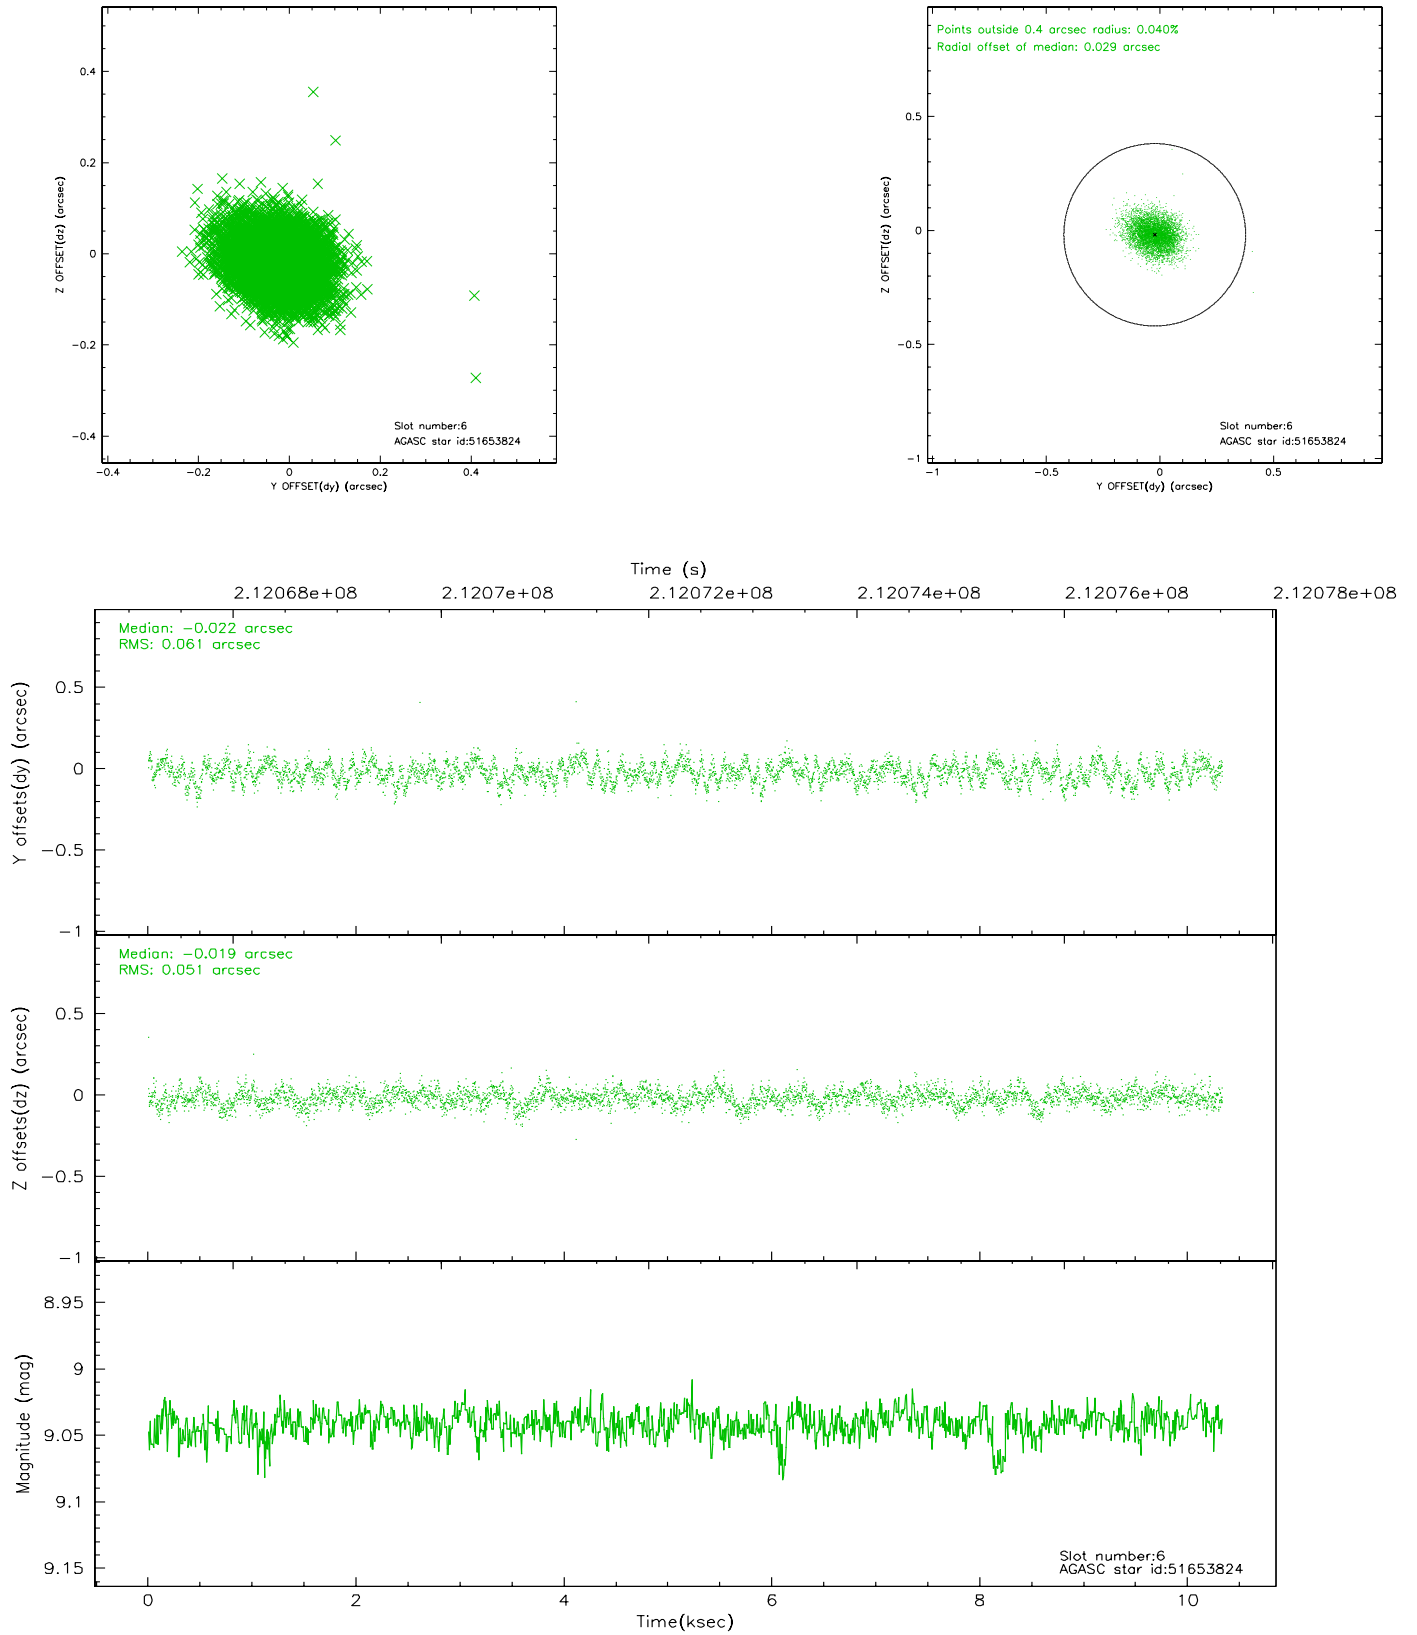 0.4
0.2
0
−0.2
−0.4
Z OFFSET(dz) (arcsec)
Slot number:6
AGASC star id:51653824
−0.4 −0.2 0 0.2 0.4
Y OFFSET(dy) (arcsec)
Points outside 0.4 arcsec radius: 0.040%
Radial offset of median: 0.029 arcsec
0.5
0
−0.5
−1
Z OFFSET(dz) (arcsec)
Slot number:6
AGASC star id:51653824
−1 −0.5 0 0.5
Y OFFSET(dy) (arcsec)
Time (s)
2.12068e+08 2.1207e+08 2.12072e+08 2.12074e+08 2.12076e+08 2.12078e+08
Median: −0.022 arcsec
RMS: 0.061 arcsec
0.5
0
−0.5
−1
Y offsets(dy) (arcsec)
Median: −0.019 arcsec
RMS: 0.051 arcsec
0.5
0
−0.5
−1
Z offsets(dz) (arcsec)
8.95
9
9.05
9.1
9.15
Magnitude (mag)
Slot number:6
AGASC star id:51653824
0 2 4 6 8 10
Time(ksec)